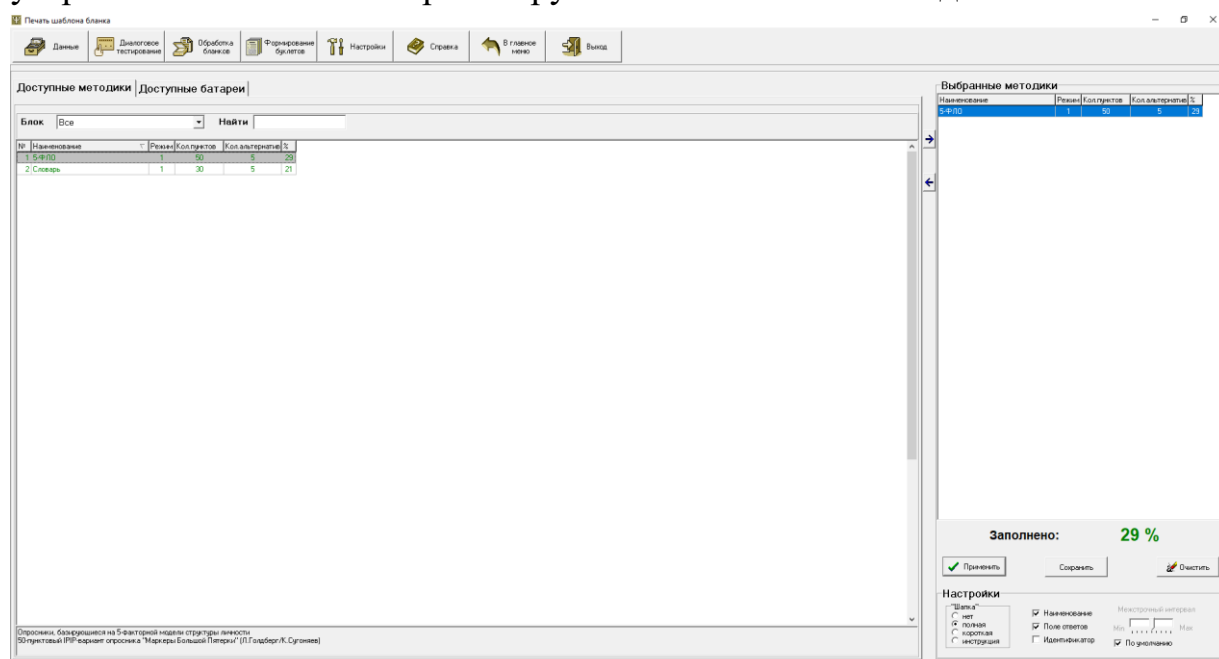 Печать шаблона бланка
Данные
Диалоговое тестирование
Обработка бланков
Формирование буклетов
Настройки
Справка
В главное меню
Выход
Доступные методики Доступные батареи
Блок Все Найти
№ Наименование Режим Кол.пунктов Кол.альтернатив %
1 5-ФЛО 1 50 5 29
2 Словарь 1 30 5 21
Опросники, базирующиеся на 5-факторной модели структуры личности
50-пунктовый IPIP-вариант опросника "Маркеры Большой Пятерки" (Л.Голдберг/К.Сугоняев)
Выбранные методики
Наименование Режим Кол.пунктов Кол.альтернатив %
5-ФЛО 1 50 5 29
Заполнено: 29 %
Применить Сохранить Очистить
Настройки
"Шапка"
нет
полная
короткая
инструкция
Наименование
Поле ответов
Идентификатор
Межстрочный интервал
Min Max
По умолчанию